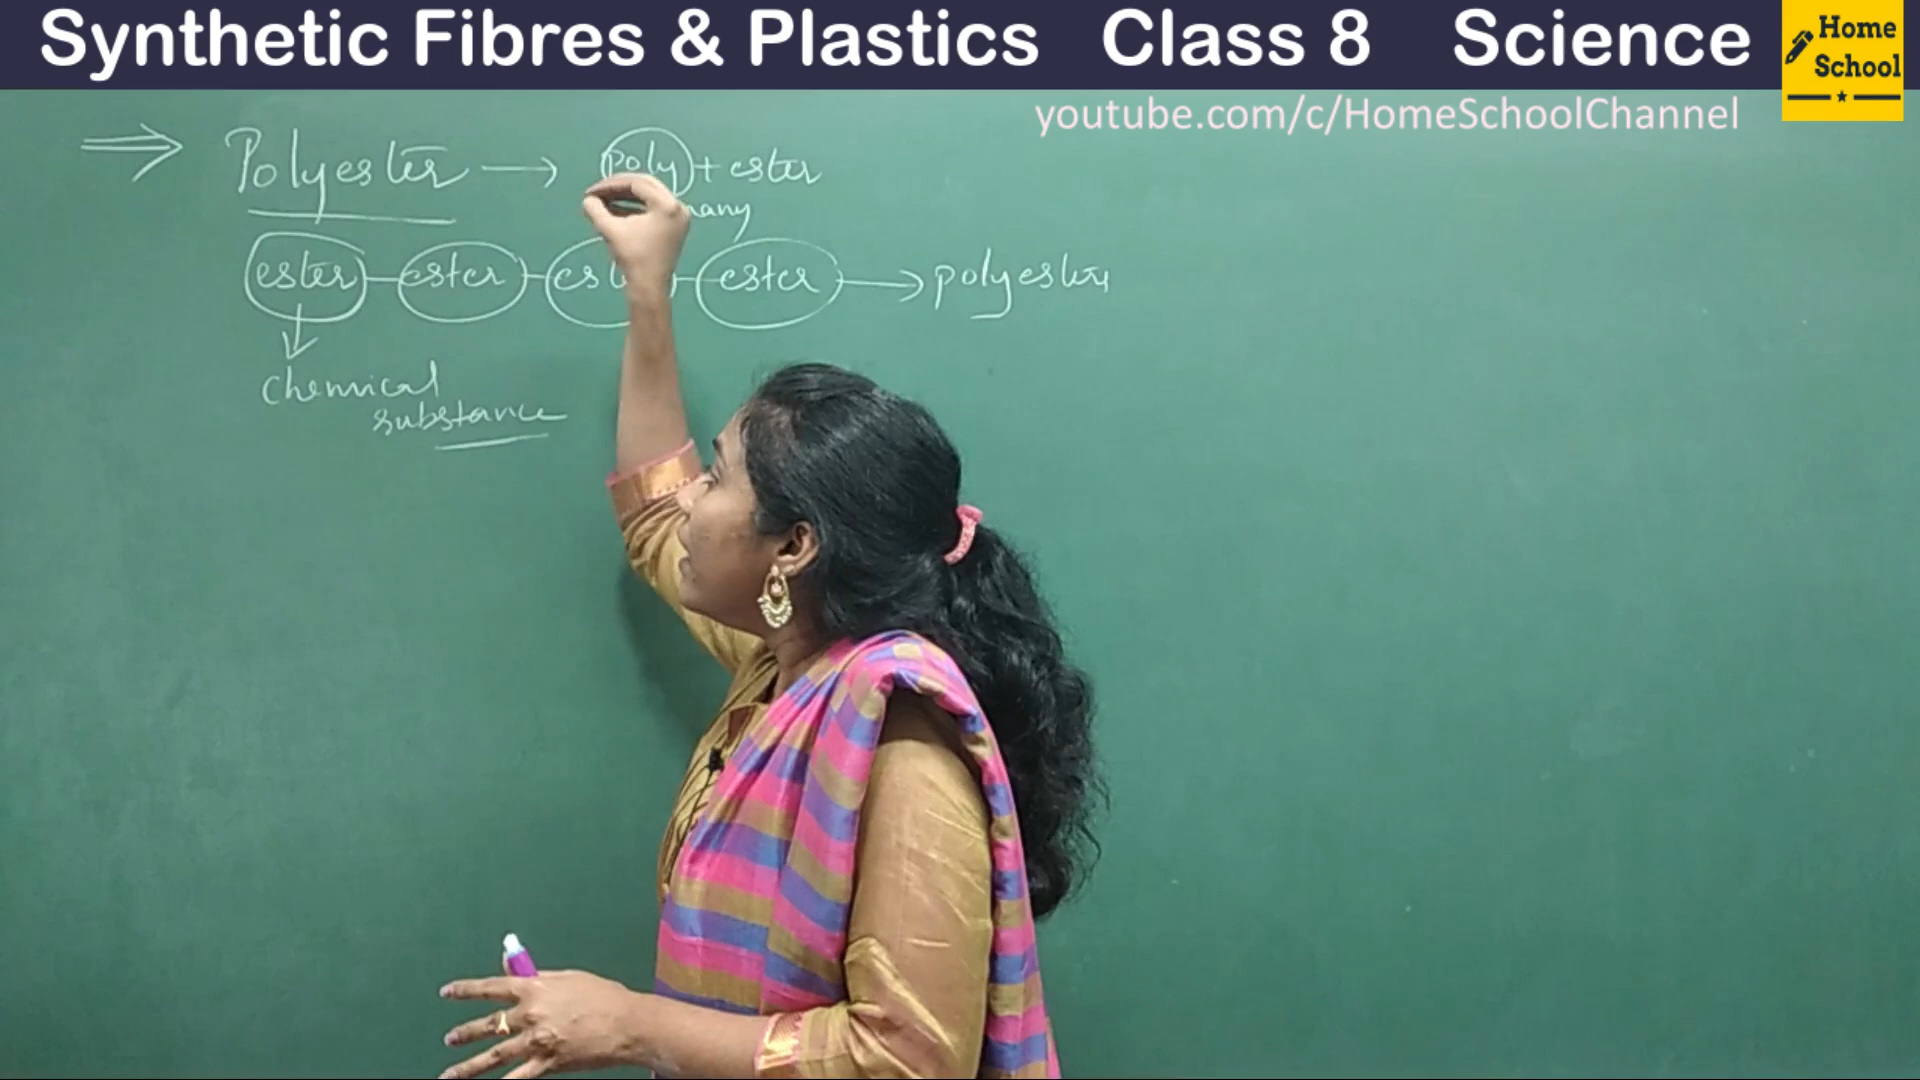 Synthetic Fibres & Plastics Class 8 Science
Home
School
youtube.com/c/HomeSchoolChannel
⇒ Polyester → poly + ester
many
ester - ester - es - ester → polyester
↓
chemical
substance